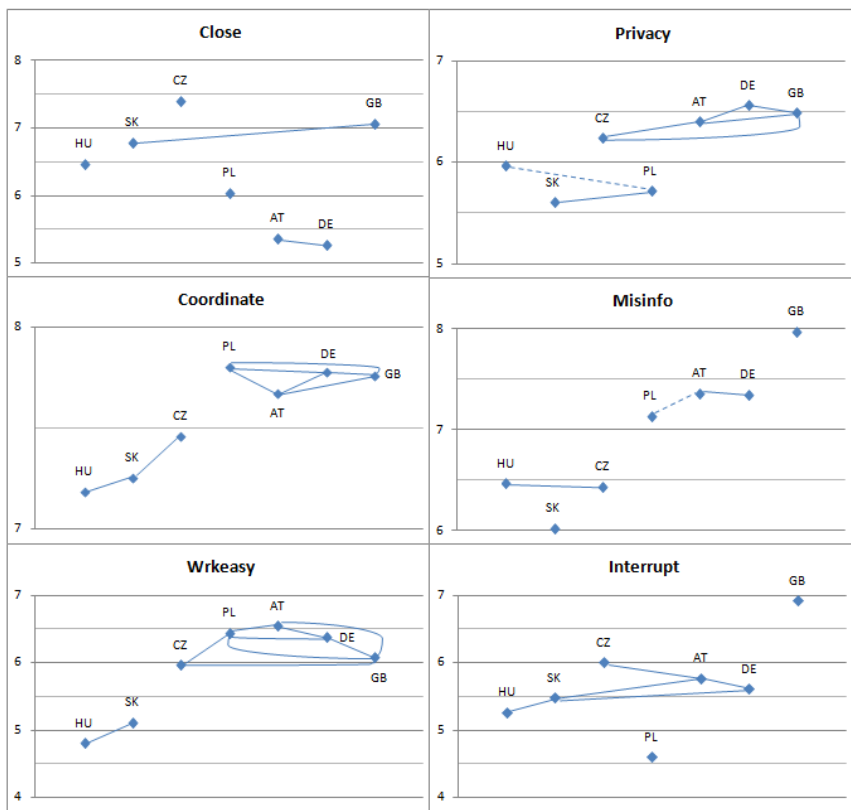 Close
8
7
6
5
HU
SK
CZ
PL
AT
DE
GB
Privacy
7
6
5
HU
SK
CZ
PL
AT
DE
GB
Coordinate
8
7
HU
SK
CZ
PL
AT
DE
GB
Misinfo
8
7
6
HU
SK
CZ
PL
AT
DE
GB
Wrkeasy
7
6
5
4
HU
SK
CZ
PL
AT
DE
GB
Interrupt
7
6
5
4
HU
SK
CZ
PL
AT
DE
GB